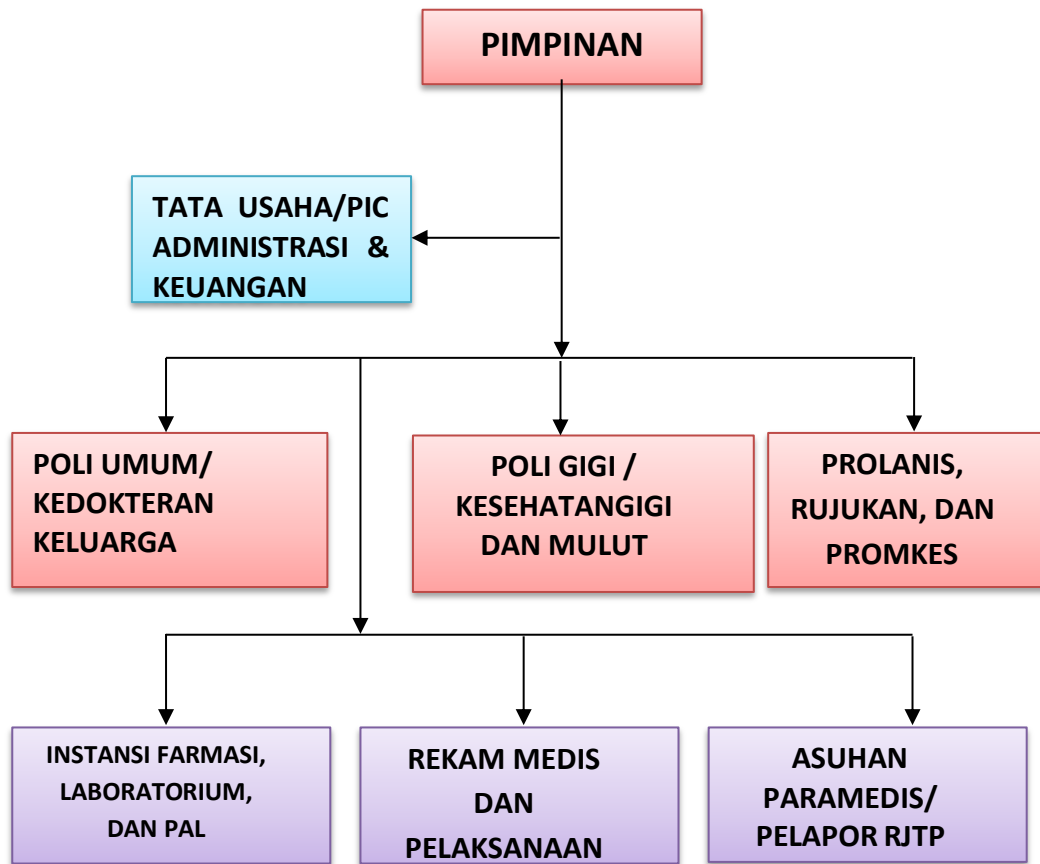 PIMPINAN
TATA USAHA/PIC
ADMINISTRASI &
KEUANGAN
POLI UMUM/
KEDOKTERAN
KELUARGA
POLI GIGI /
KESEHATANGIGI
DAN MULUT
PROLANIS,
RUJUKAN, DAN
PROMKES
INSTANSI FARMASI,
LABORATORIUM,
DAN PAL
REKAM MEDIS
DAN
PELAKSANAAN
ASUHAN
PARAMEDIS/
PELAPOR RJTP